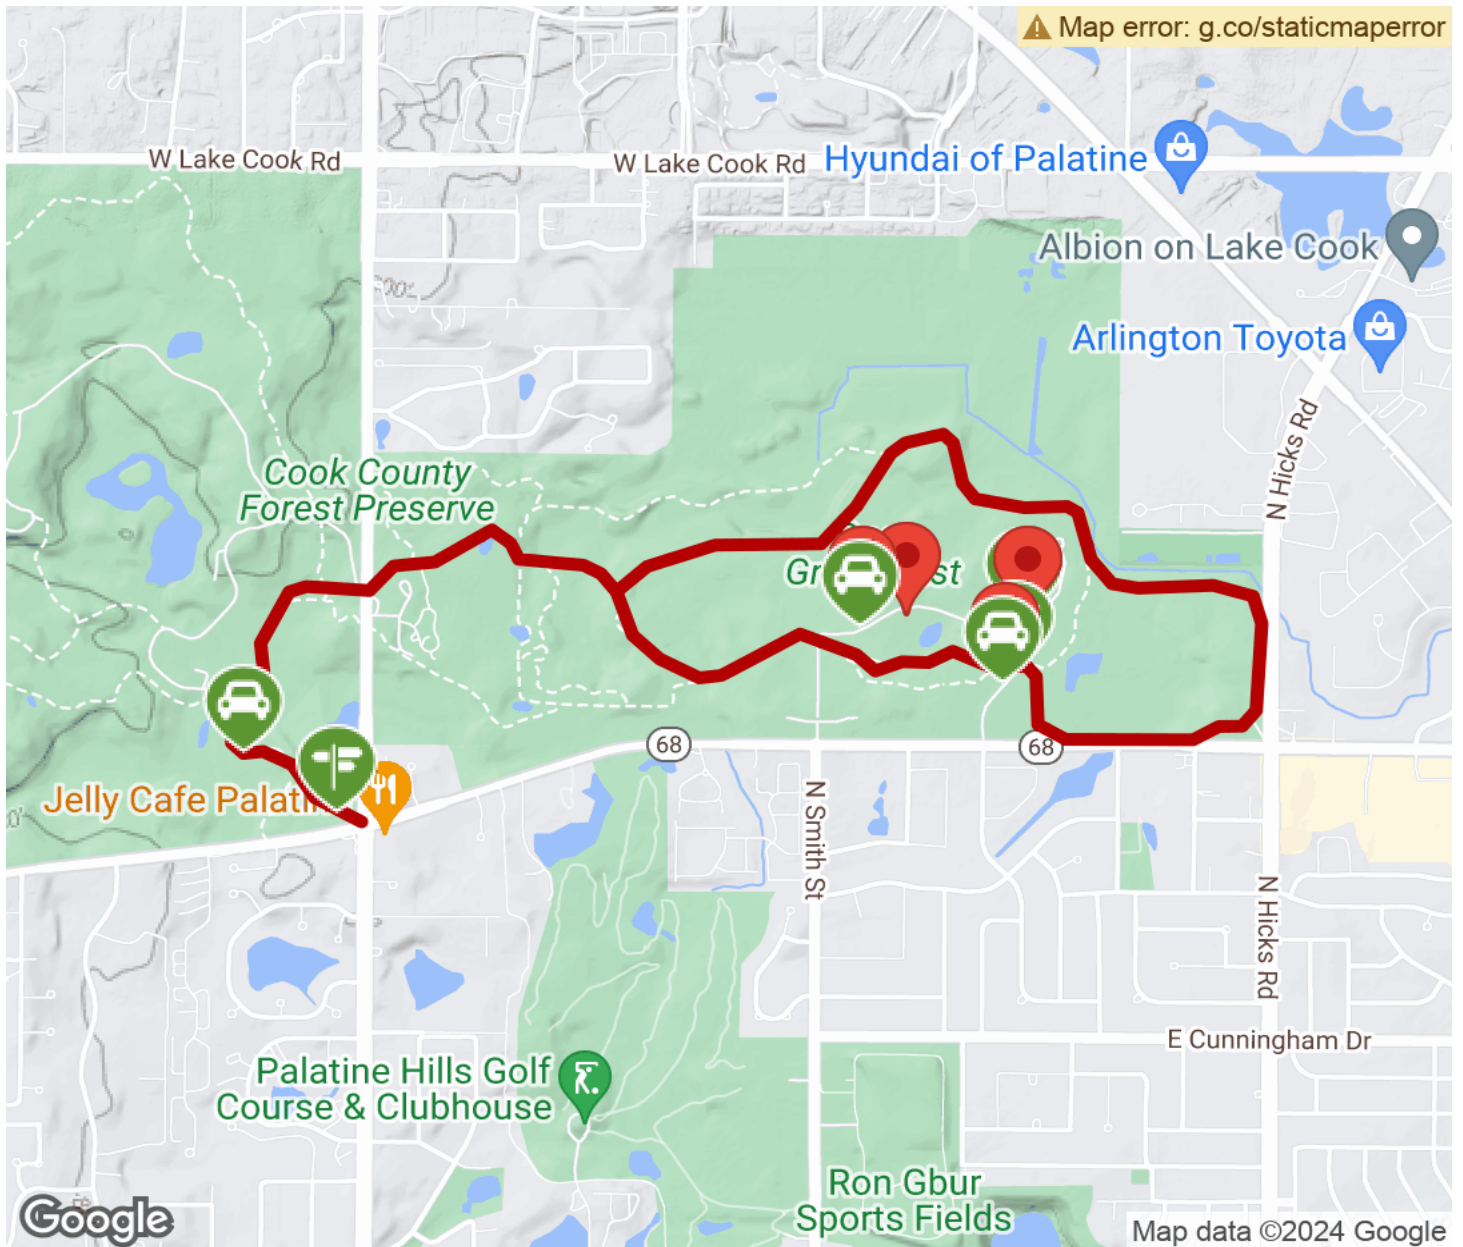 Map error: g.co/staticmaperror
W Lake Cook Rd
W Lake Cook Rd
Hyundai of Palatine
Albion on Lake Cook
Arlington Toyota
N Hicks Rd
Cook County
Forest Preserve
68
68
Jelly Cafe
N Smith St
N Hicks Rd
E Cunningham Dr
Palatine Hills Golf
Course & Clubhouse
Ron Gbur
Sports Fields
Google
Map data ©2024 Google